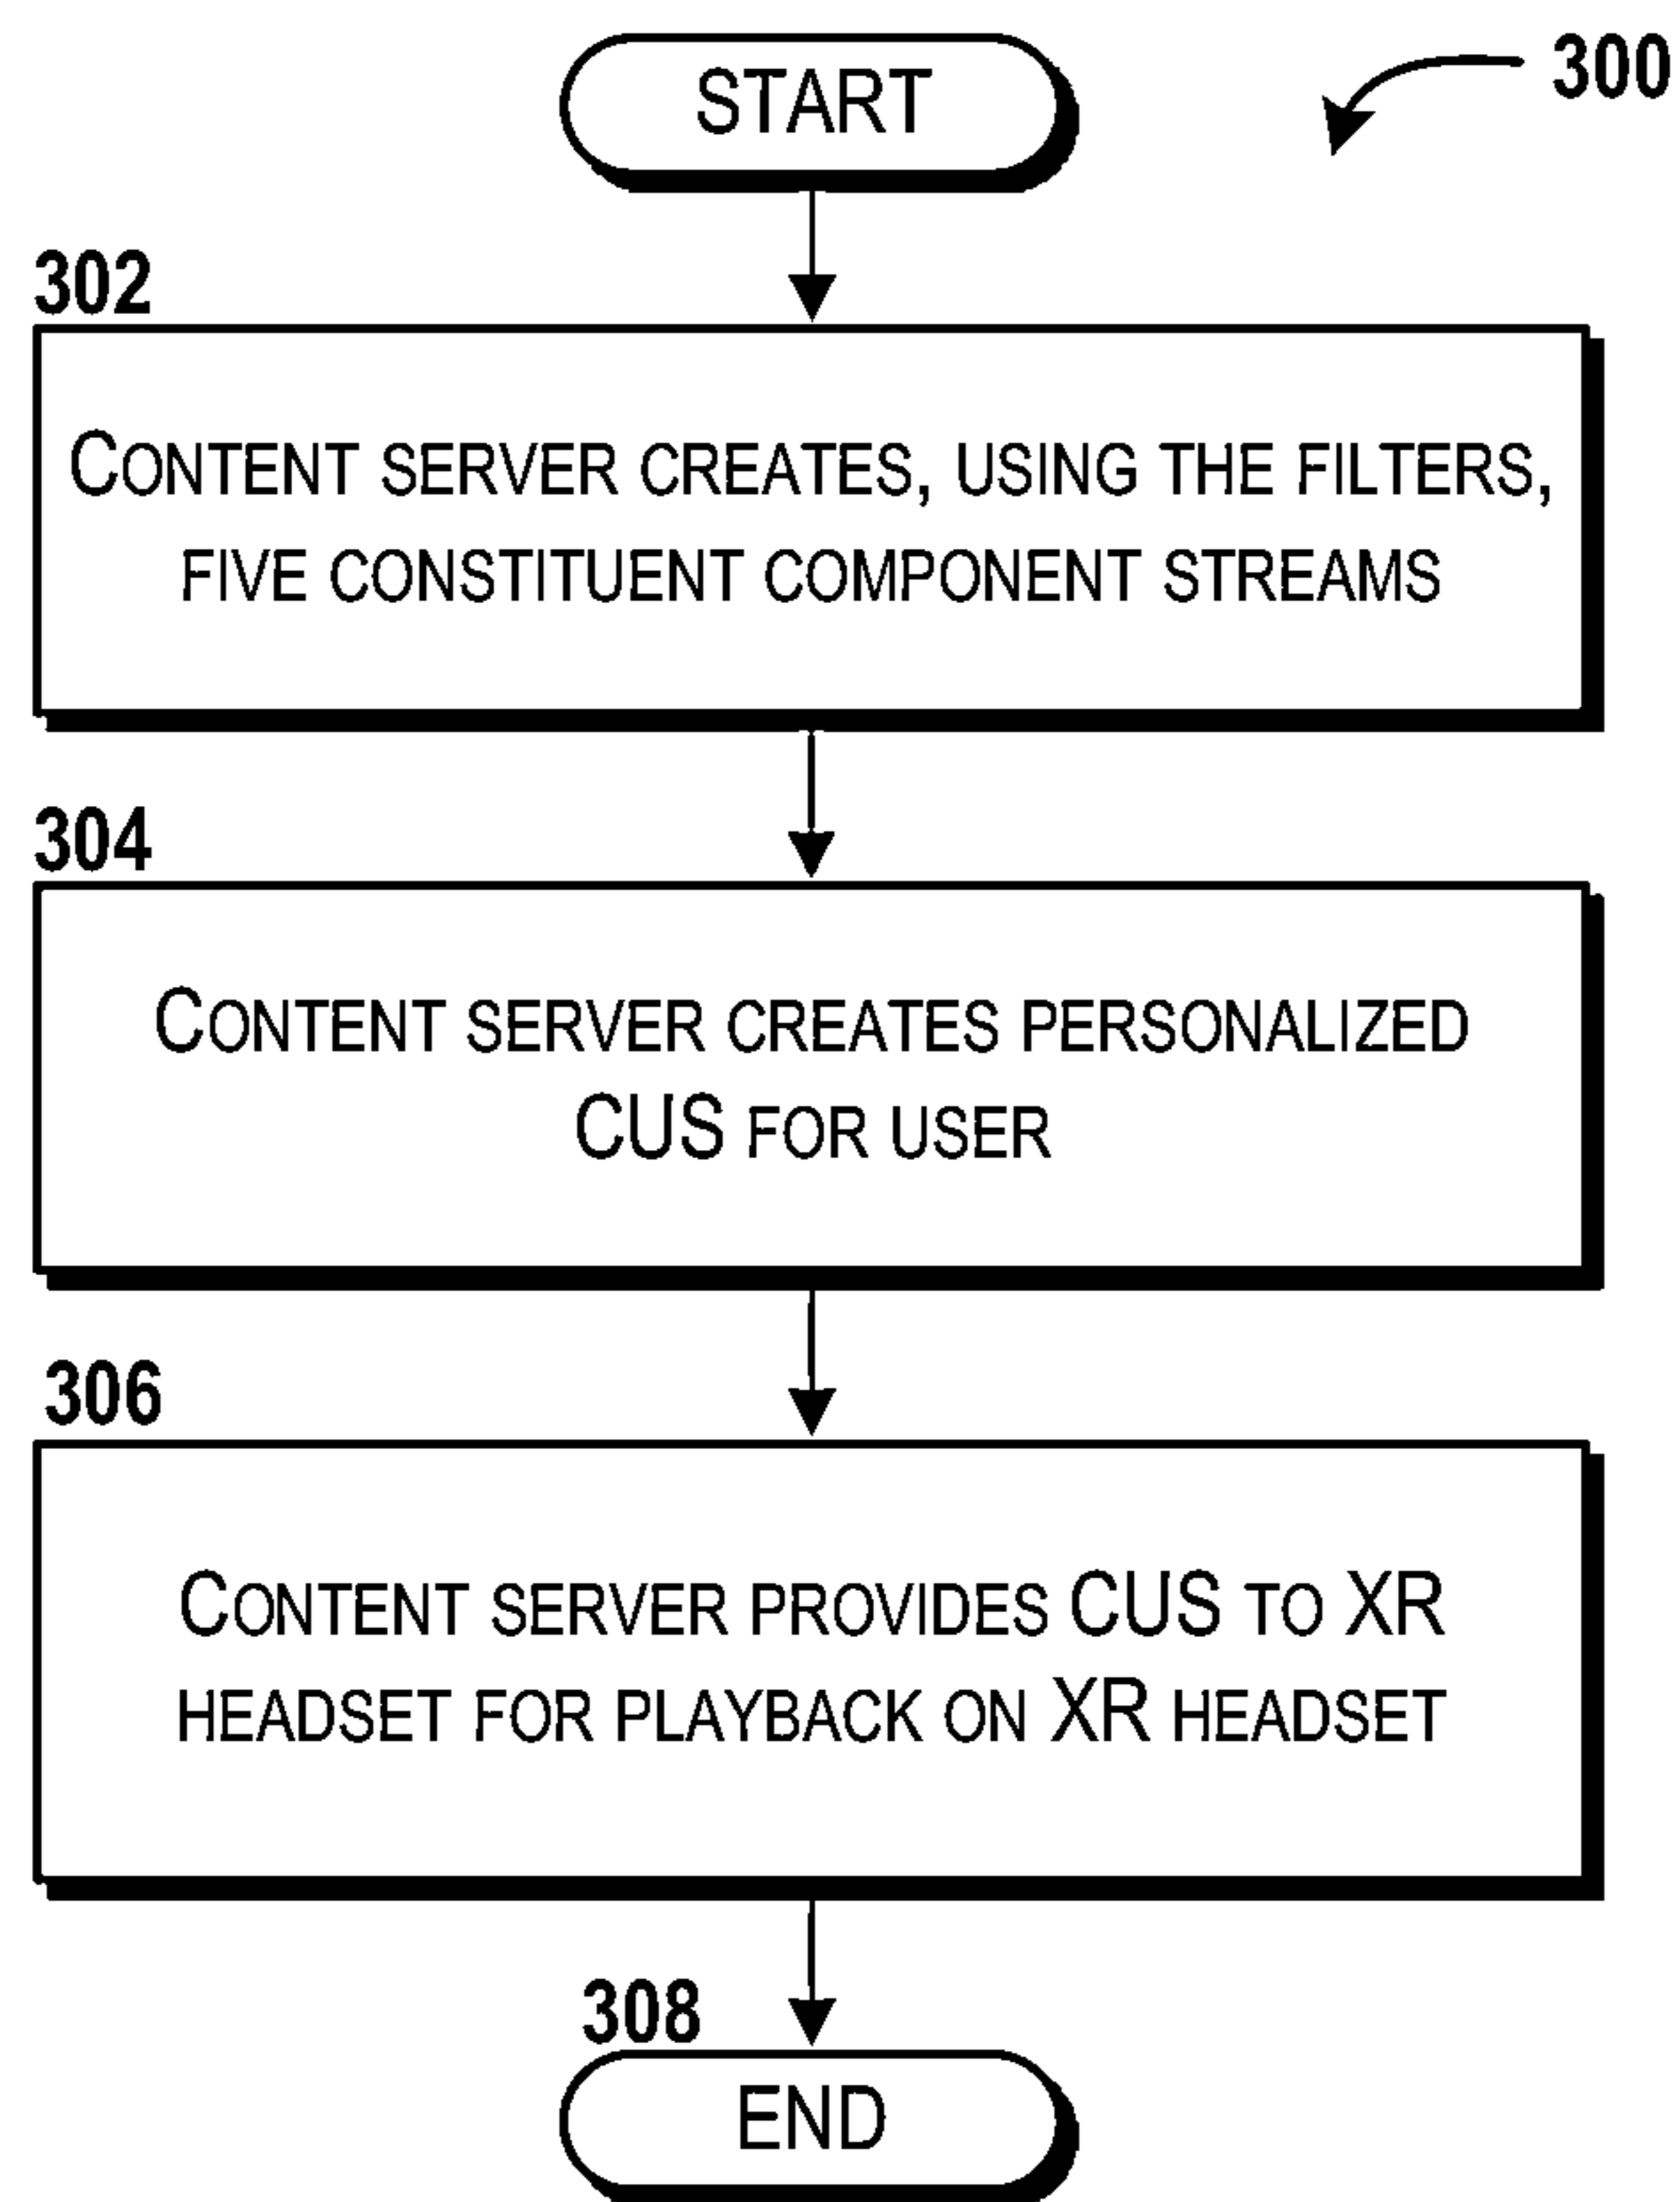 START
300
302
CONTENT SERVER CREATES, USING THE FILTERS,
FIVE CONSTITUENT COMPONENT STREAMS
304
CONTENT SERVER CREATES PERSONALIZED
CUS FOR USER
306
CONTENT SERVER PROVIDES CUS TO XR
HEADSET FOR PLAYBACK ON XR HEADSET
308
END